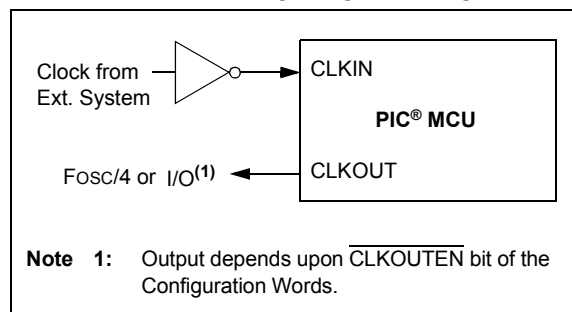 Clock from
Ext. System
CLKIN
PIC® MCU
FOSC/4 or I/O(1)
CLKOUT
Note 1: Output depends upon CLKOUTEN bit of the
Configuration Words.